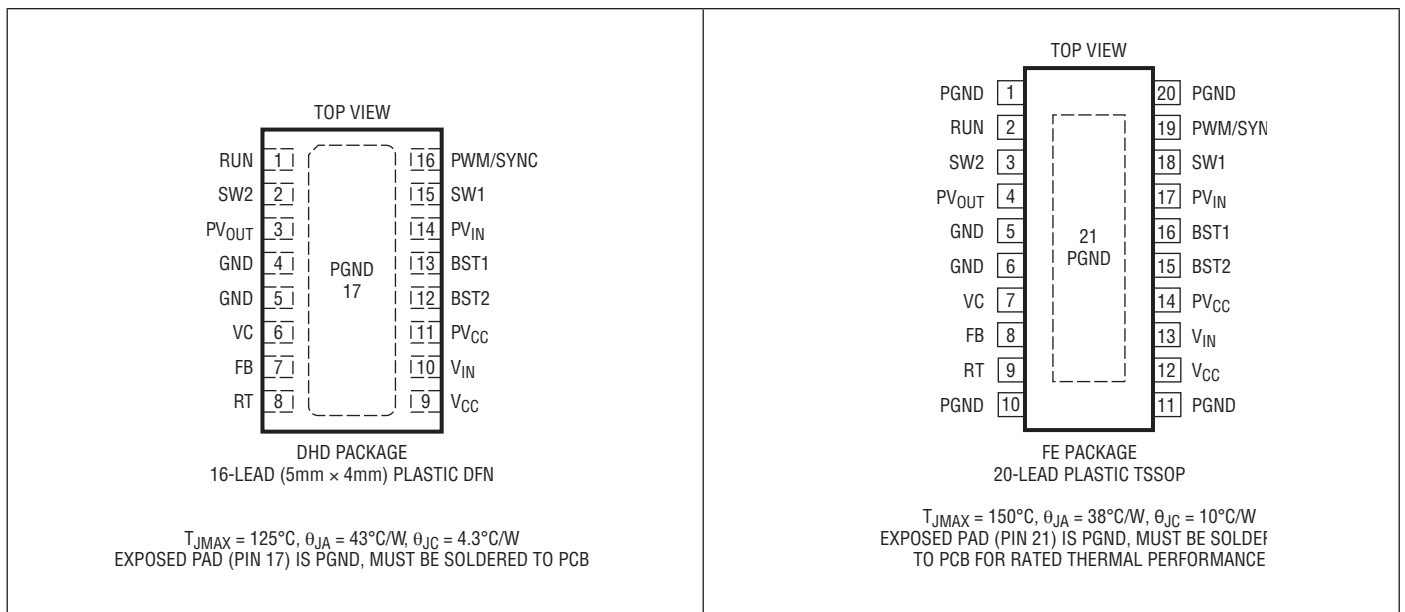 TOP VIEW
RUN 1
SW2 2
PVOUT 3
GND 4
GND 5
VC 6
FB 7
RT 8
PGND
17
16 PWM/SYNC
15 SW1
14 PVIN
13 BST1
12 BST2
11 PVCC
10 VIN
9 VCC
DHD PACKAGE
16-LEAD (5mm × 4mm) PLASTIC DFN
TJMAX = 125°C, θJA = 43°C/W, θJC = 4.3°C/W
EXPOSED PAD (PIN 17) IS PGND, MUST BE SOLDERED TO PCB
TOP VIEW
PGND 1
RUN 2
SW2 3
PVOUT 4
GND 5
GND 6
VC 7
FB 8
RT 9
PGND 10
21
PGND
20 PGND
19 PWM/SYN
18 SW1
17 PVIN
16 BST1
15 BST2
14 PVCC
13 VIN
12 VCC
11 PGND
FE PACKAGE
20-LEAD PLASTIC TSSOP
TJMAX = 150°C, θJA = 38°C/W, θJC = 10°C/W
EXPOSED PAD (PIN 21) IS PGND, MUST BE SOLDE
TO PCB FOR RATED THERMAL PERFORMANCE